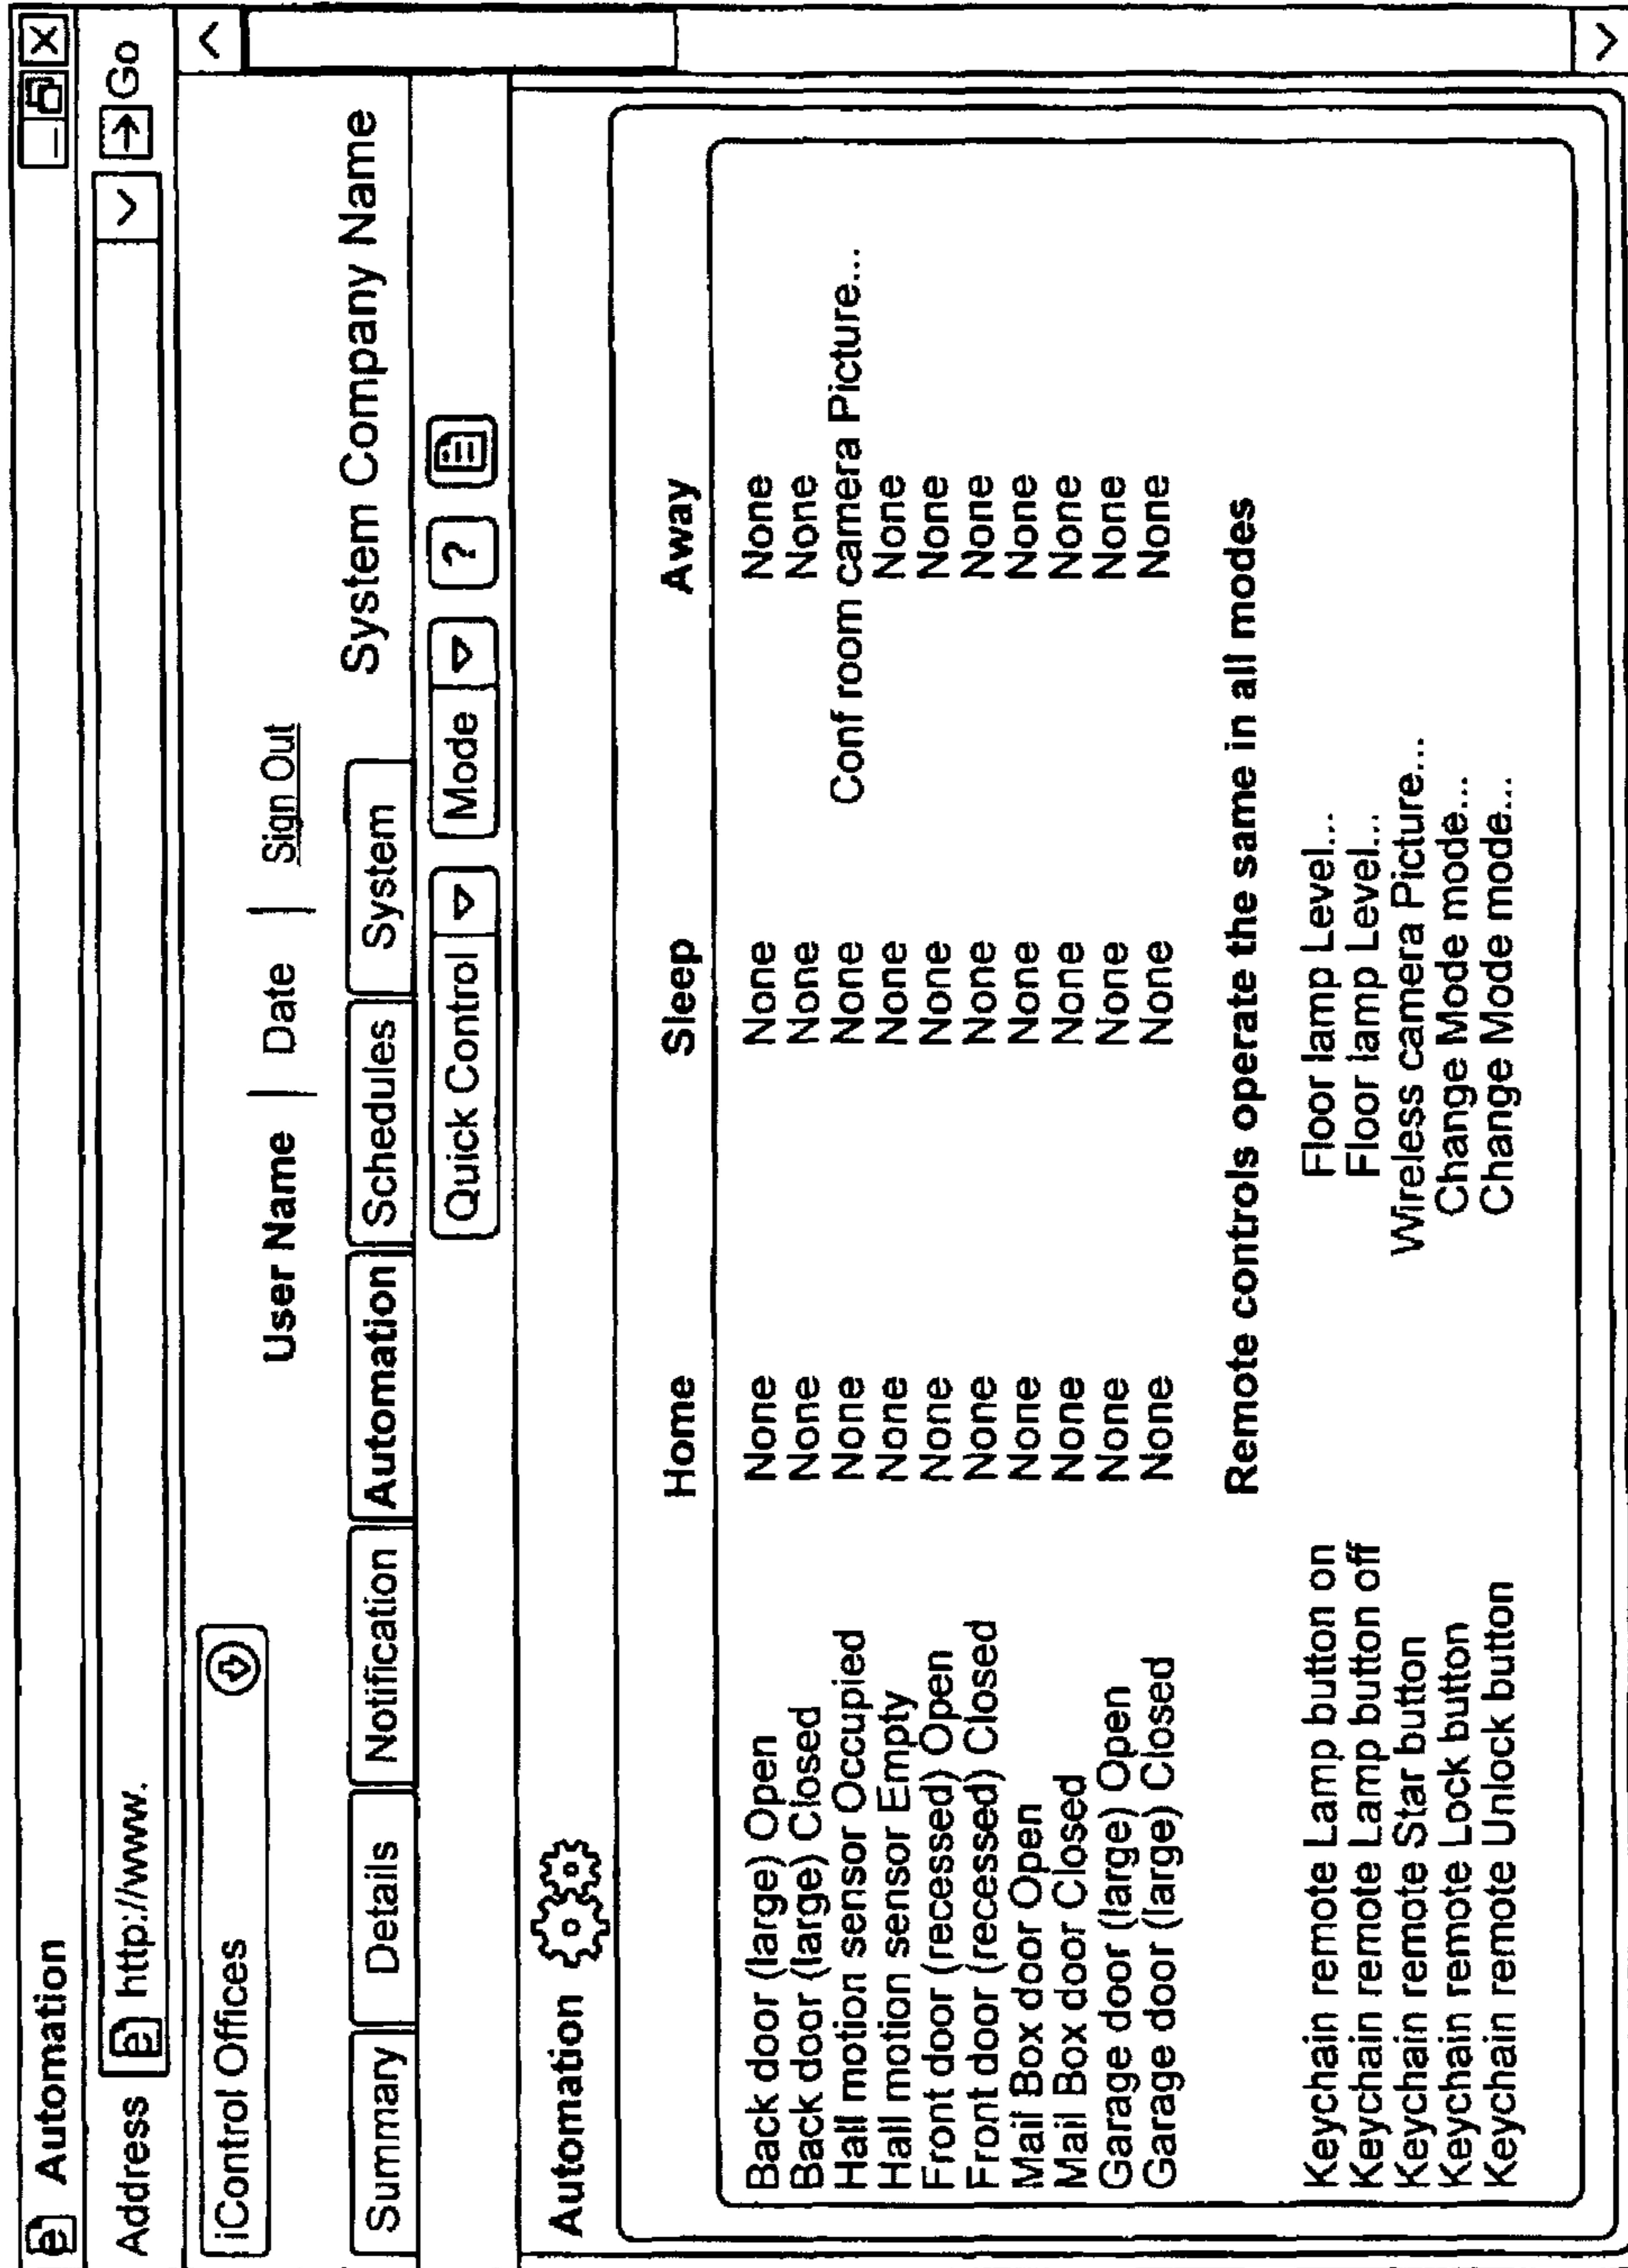 Automation
Address http://www. Go
iControl Offices
User Name | Date | Sign Out
Summary Details Notification Automation Schedules System System Company Name
Quick Control Mode ?
Automation
Home Sleep Away
Back door (large) Open None None None
Back door (large) Closed None None None
Hall motion sensor Occupied None None Conf room camera Picture...
Hall motion sensor Empty None None None
Front door (recessed) Open None None None
Front door (recessed) Closed None None None
Mail Box door Open None None None
Mail Box door Closed None None None
Garage door (large) Open None None None
Garage door (large) Closed None None None
Remote controls operate the same in all modes
Keychain remote Lamp button on Floor lamp Level...
Keychain remote Lamp button off Floor lamp Level...
Keychain remote Star button Wireless camera Picture...
Keychain remote Lock button Change Mode mode...
Keychain remote Unlock button Change Mode mode...